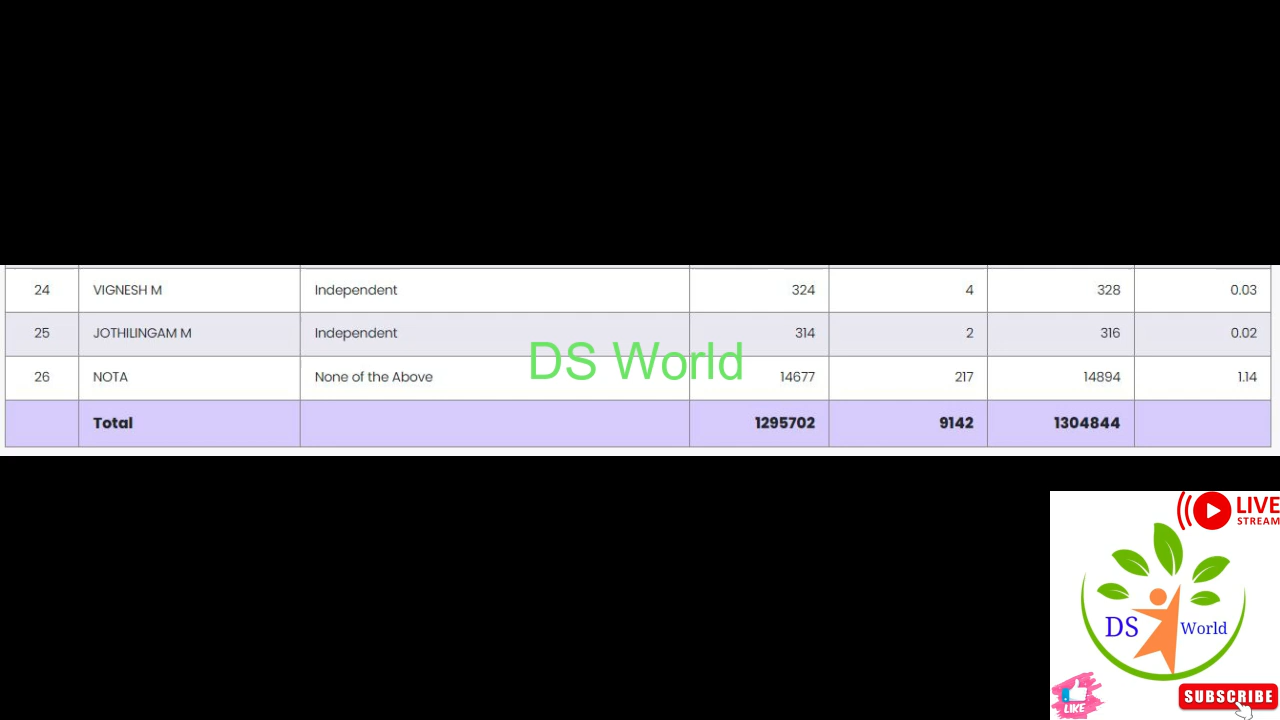 24 VIGNESH M Independent 324 4 328 0.03
25 JOTHILINGAM M Independent 314 2 316 0.02
DS World
26 NOTA None of the Above 14677 217 14894 1.14
Total 1295702 9142 1304844
LIVE
STREAM
DS World
LIKE
SUBSCRIBE